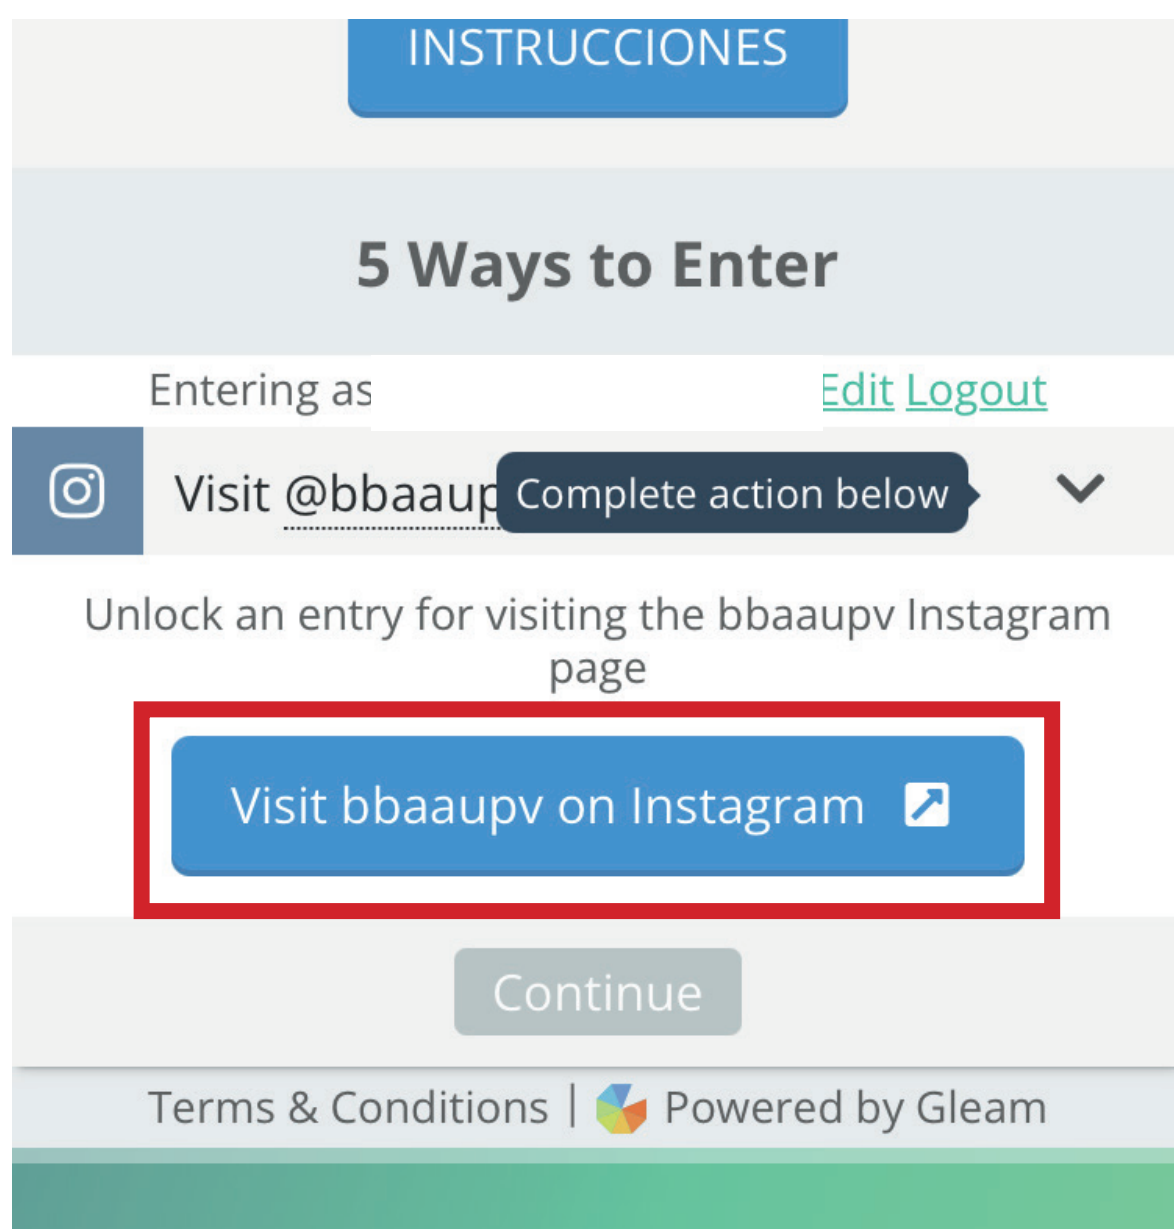 INSTRUCCIONES
5 Ways to Enter
Entering as Edit Logout
Visit @bbaaup Complete action below
Unlock an entry for visiting the bbaaupv Instagram
page
Visit bbaaupv on Instagram
Continue
Terms & Conditions | Powered by Gleam